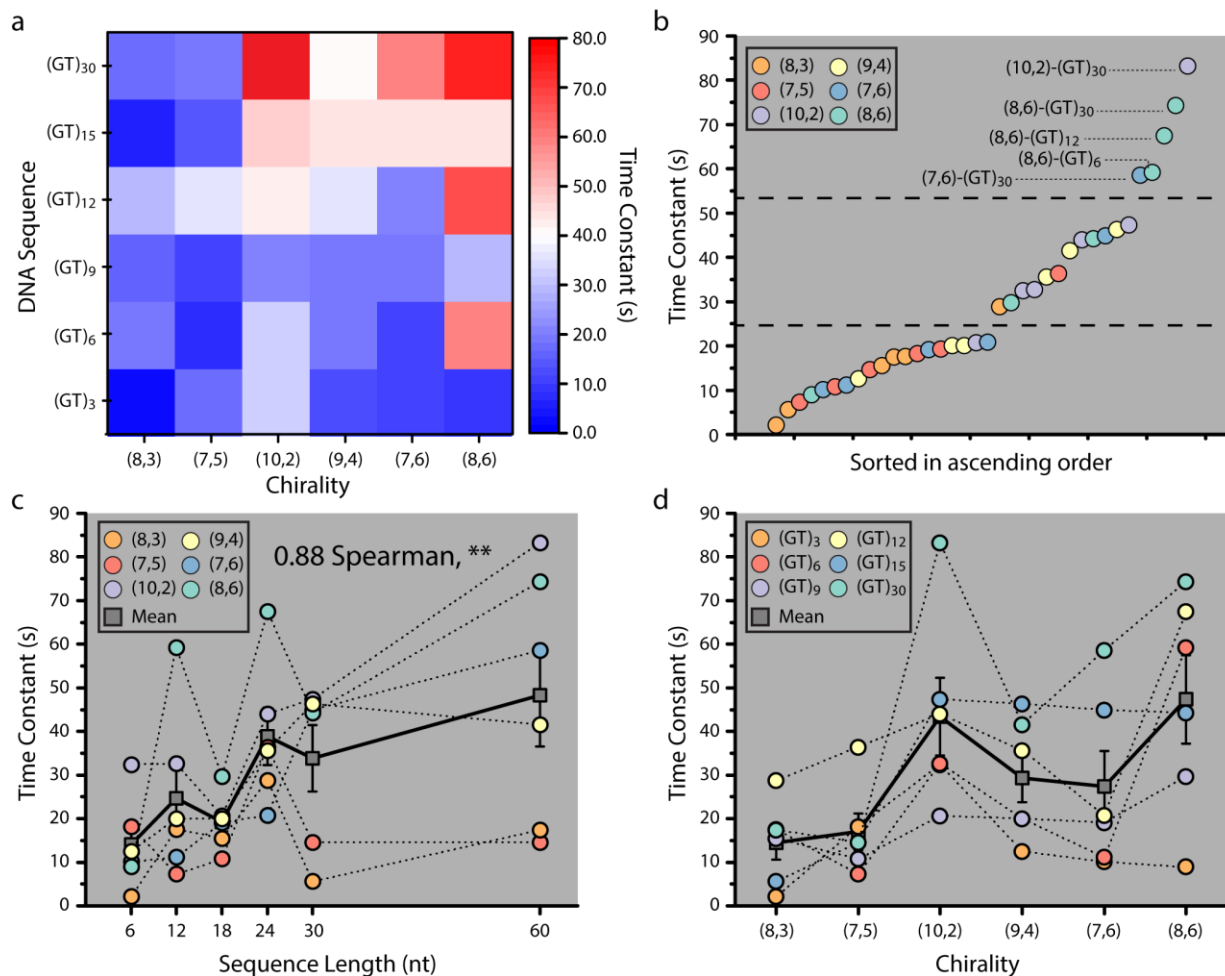 a
DNA Sequence
(GT)30
(GT)15
(GT)12
(GT)9
(GT)6
(GT)3
(8,3) (7,5) (10,2) (9,4) (7,6) (8,6)
Chirality
80.0
70.0
60.0
50.0
40.0
30.0
20.0
10.0
0.0
Time Constant (s)
b
Time Constant (s)
90
80
70
60
50
40
30
20
10
0
(8,3) (9,4)
(7,5) (7,6)
(10,2) (8,6)
(10,2)-(GT)30
(8,6)-(GT)30
(8,6)-(GT)12
(8,6)-(GT)6
(7,6)-(GT)30
Sorted in ascending order
c
Time Constant (s)
90
80
70
60
50
40
30
20
10
0
(8,3) (9,4)
(7,5) (7,6)
(10,2) (8,6)
Mean
0.88 Spearman, **
6 12 18 24 30 60
Sequence Length (nt)
d
Time Constant (s)
90
80
70
60
50
40
30
20
10
0
(GT)3 (GT)12
(GT)6 (GT)15
(GT)9 (GT)30
Mean
(8,3) (7,5) (10,2) (9,4) (7,6) (8,6)
Chirality